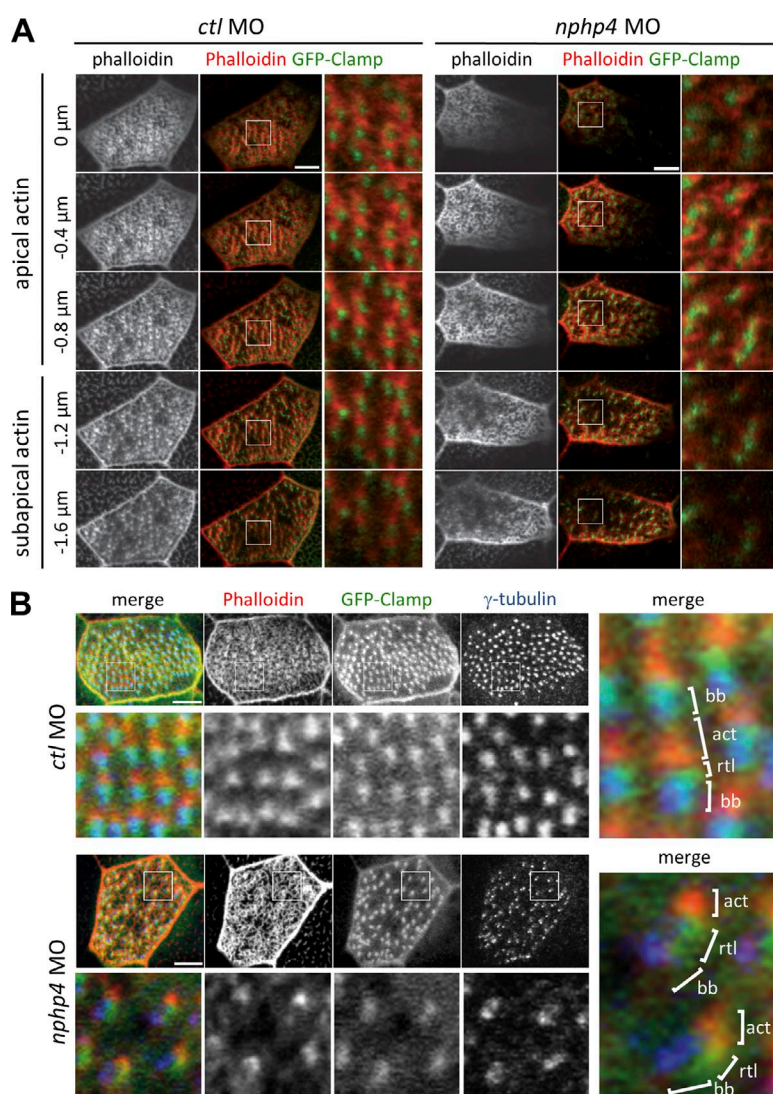 A
ctl MO
nphp4 MO
phalloidin
Phalloidin GFP-Clamp
phalloidin
Phalloidin GFP-Clamp
apical actin
0 μm
-0.4 μm
-0.8 μm
subapical actin
-1.2 μm
-1.6 μm
B
merge
Phalloidin
GFP-Clamp
γ-tubulin
merge
ctl MO
bb
act
rtl
bb
merge
nphp4 MO
act
rtl
bb
act
rtl
bb